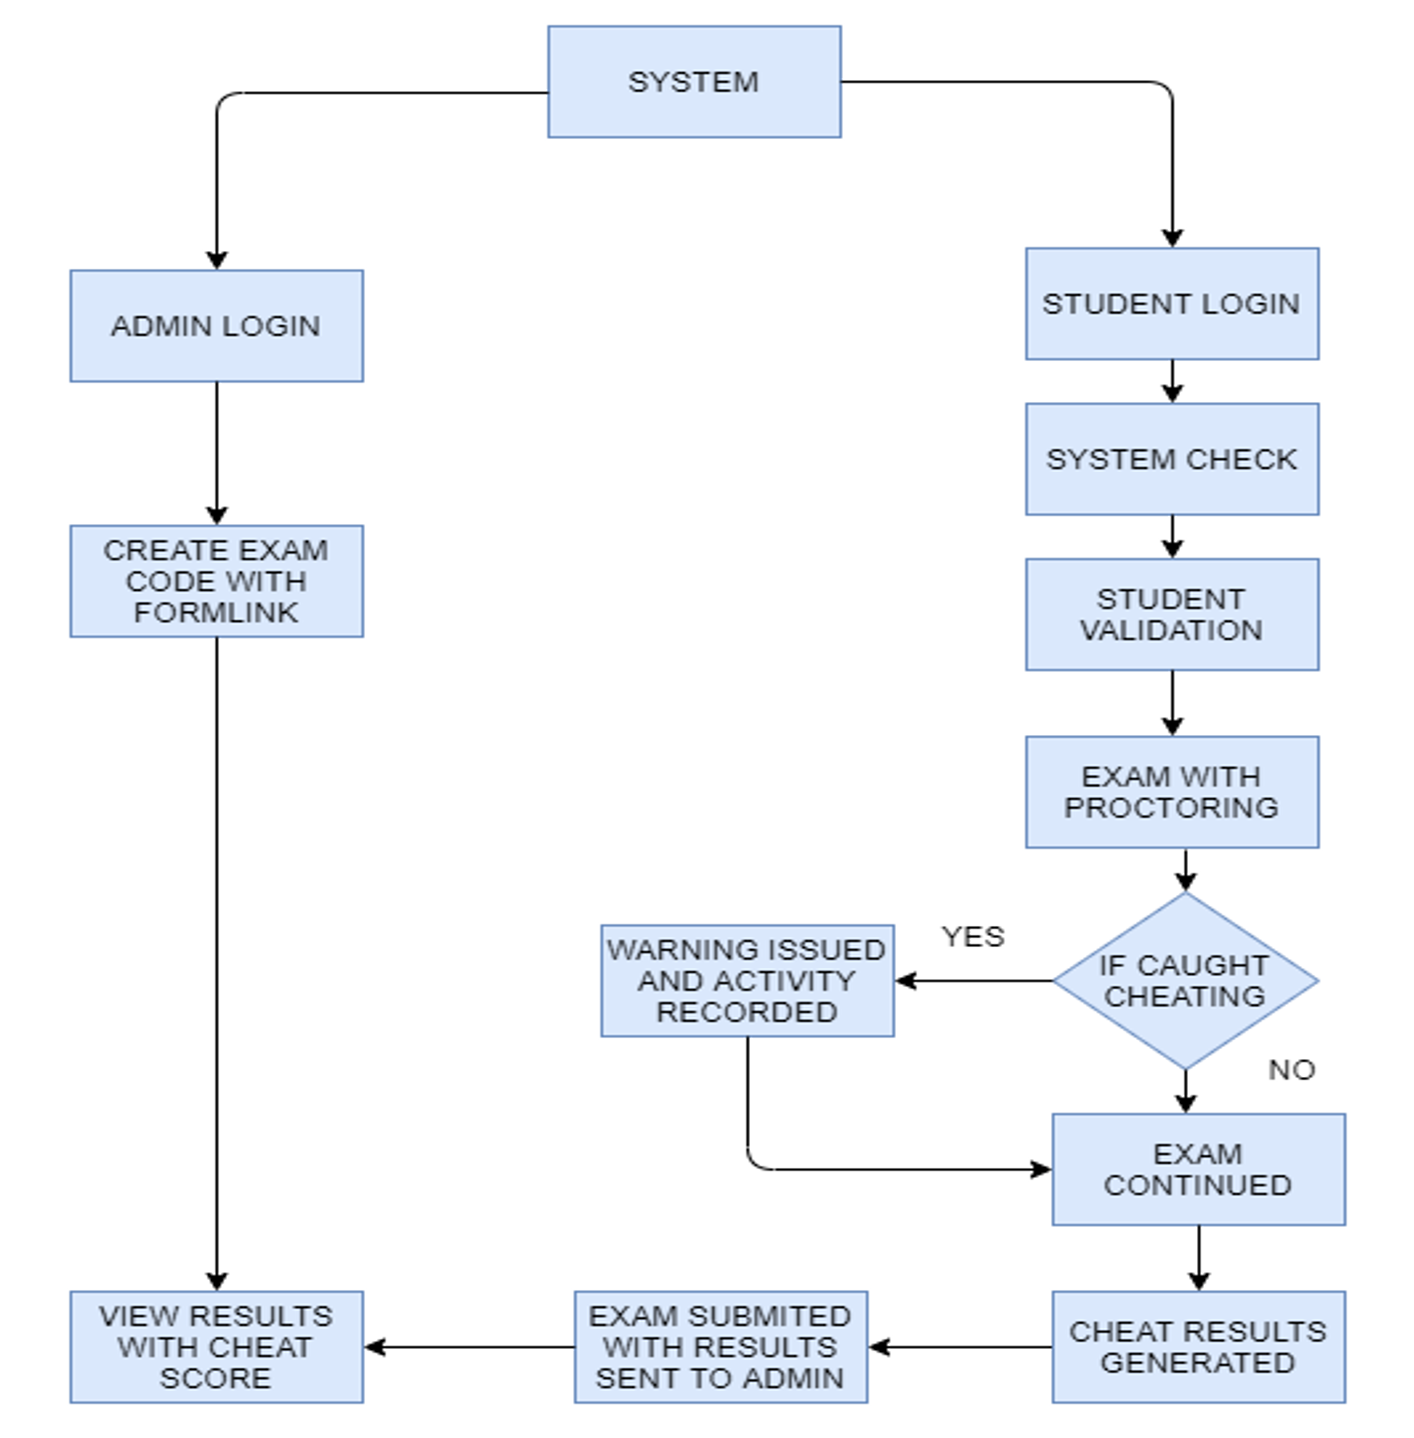 SYSTEM
ADMIN LOGIN
STUDENT LOGIN
SYSTEM CHECK
CREATE EXAM
CODE WITH
FORMLINK
STUDENT
VALIDATION
EXAM WITH
PROCTORING
IF CAUGHT
CHEATING
YES
WARNING ISSUED
AND ACTIVITY
RECORDED
NO
EXAM
CONTINUED
VIEW RESULTS
WITH CHEAT
SCORE
EXAM SUBMITED
WITH RESULTS
SENT TO ADMIN
CHEAT RESULTS
GENERATED